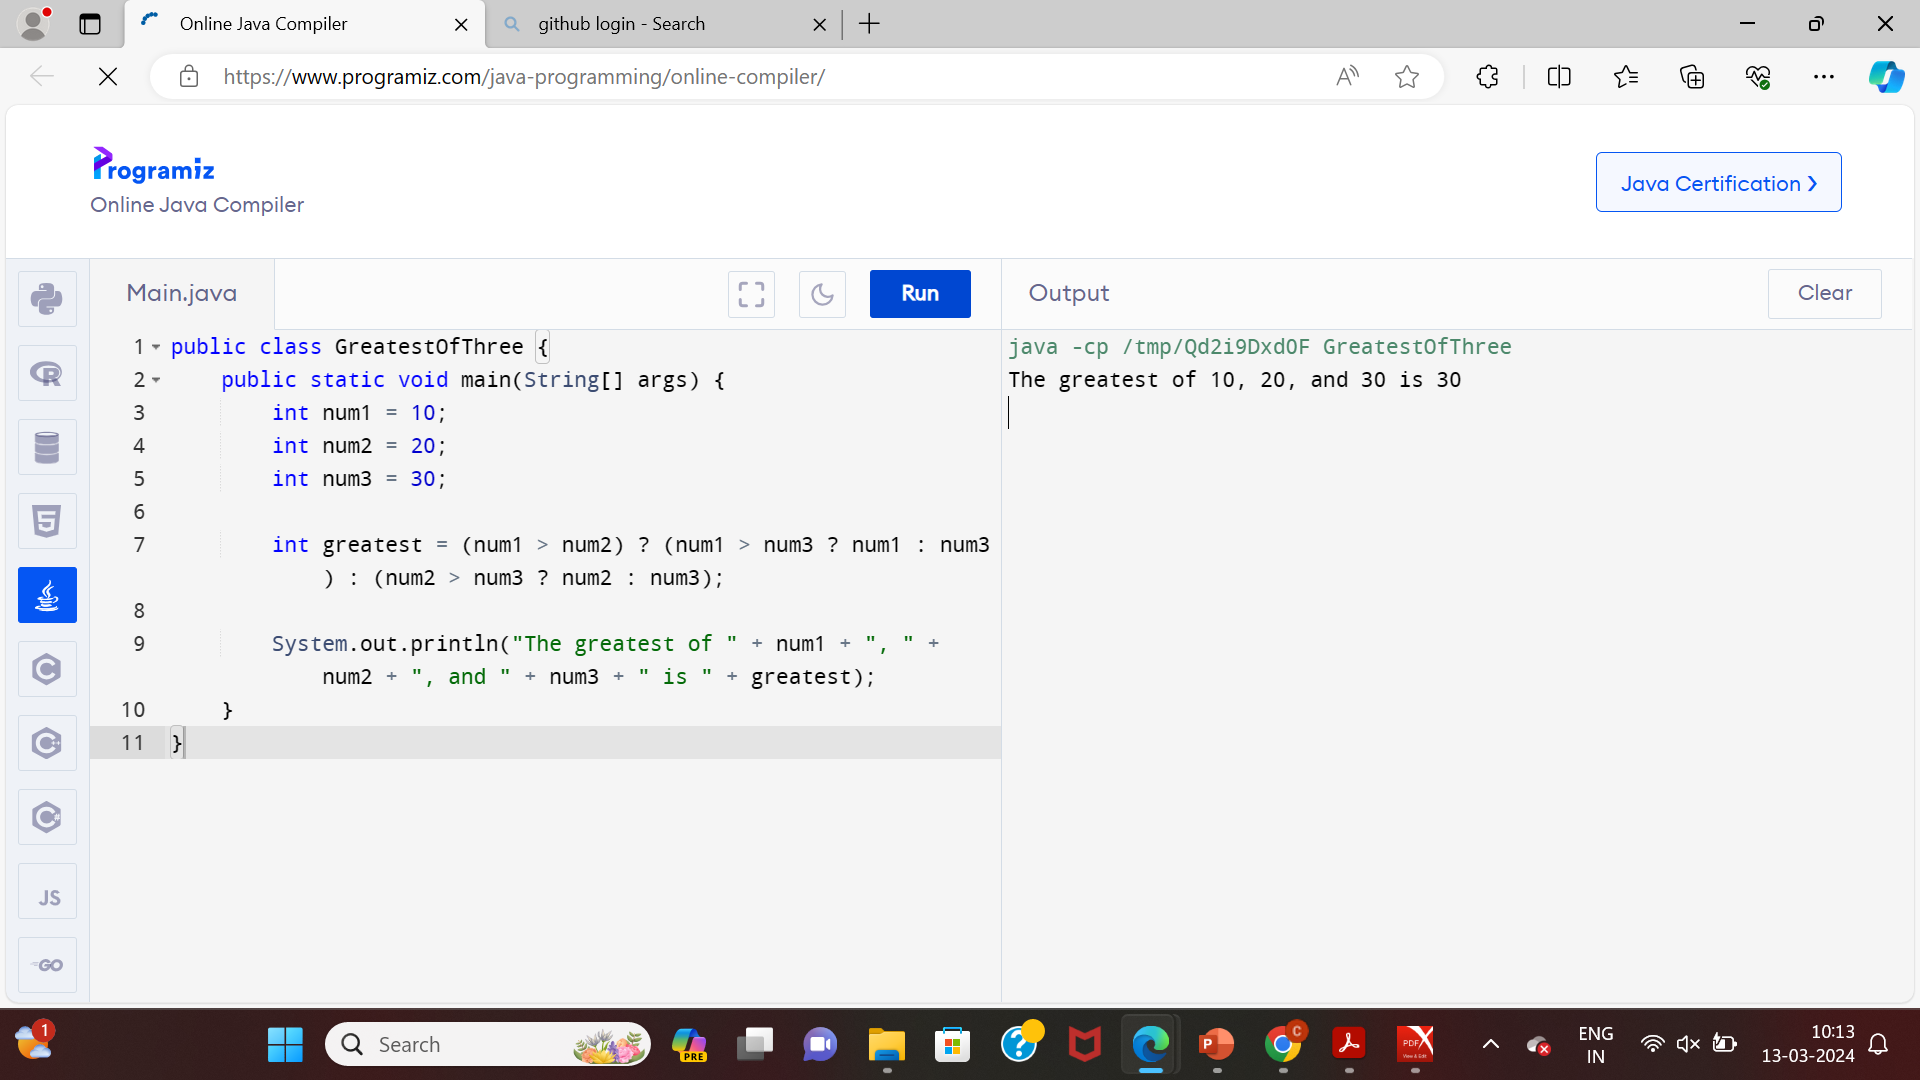 Online Java Compiler
github login - Search
https://www.programiz.com/java-programming/online-compiler/
Programiz
Online Java Compiler
Java Certification ❯
Main.java
Run
Output
Clear
1 public class GreatestOfThree {
2 public static void main(String[] args) {
3 int num1 = 10;
4 int num2 = 20;
5 int num3 = 30;
6
7 int greatest = (num1 > num2) ? (num1 > num3 ? num1 : num3
) : (num2 > num3 ? num2 : num3);
8
9 System.out.println("The greatest of " + num1 + ", " +
num2 + ", and " + num3 + " is " + greatest);
10 }
11 }
java -cp /tmp/Qd2i9DxdOF GreatestOfThree
The greatest of 10, 20, and 30 is 30
JS
GO
1
Search
PRE
P
C
PDF
View & Edit
ENG
IN
10:13
13-03-2024